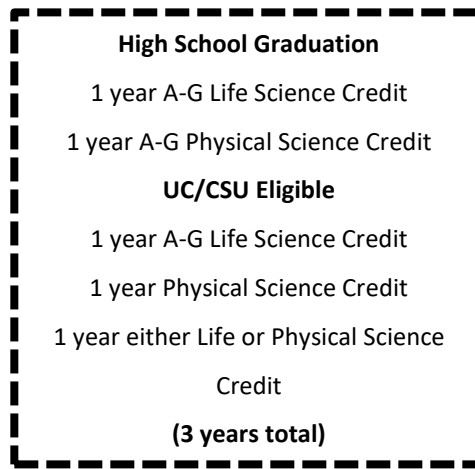 High School Graduation
1 year A-G Life Science Credit
1 year A-G Physical Science Credit
UC/CSU Eligible
1 year A-G Life Science Credit
1 year Physical Science Credit
1 year either Life or Physical Science
Credit
(3 years total)